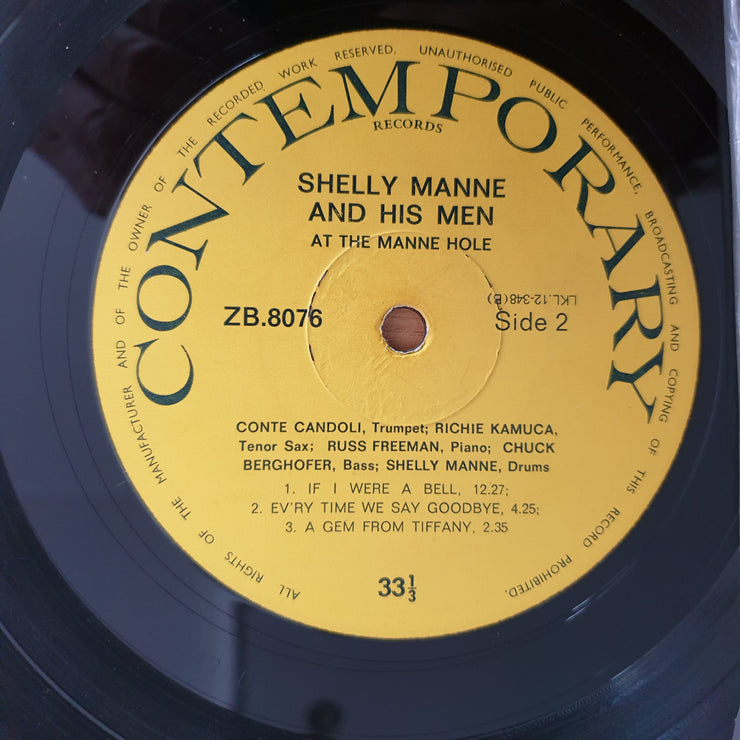 ALL RIGHTS OF THE MANUFACTURER AND OF THE OWNER OF THE RECORDED WORK RESERVED. UNAUTHORISED PUBLIC PERFORMANCE, BROADCASTING AND COPYING OF THIS RECORD PROHIBITED.
CONTEMPORARY
RECORDS
SHELLY MANNE
AND HIS MEN
AT THE MANNE HOLE
LKL.12-348(B)
ZB.8076 Side 2
CONTE CANDOLI, Trumpet; RICHIE KAMUCA,
Tenor Sax; RUSS FREEMAN, Piano; CHUCK
BERGHOFER, Bass; SHELLY MANNE, Drums
1. IF I WERE A BELL, 12.27;
2. EV'RY TIME WE SAY GOODBYE, 4.25;
3. A GEM FROM TIFFANY, 2.35
33⅓